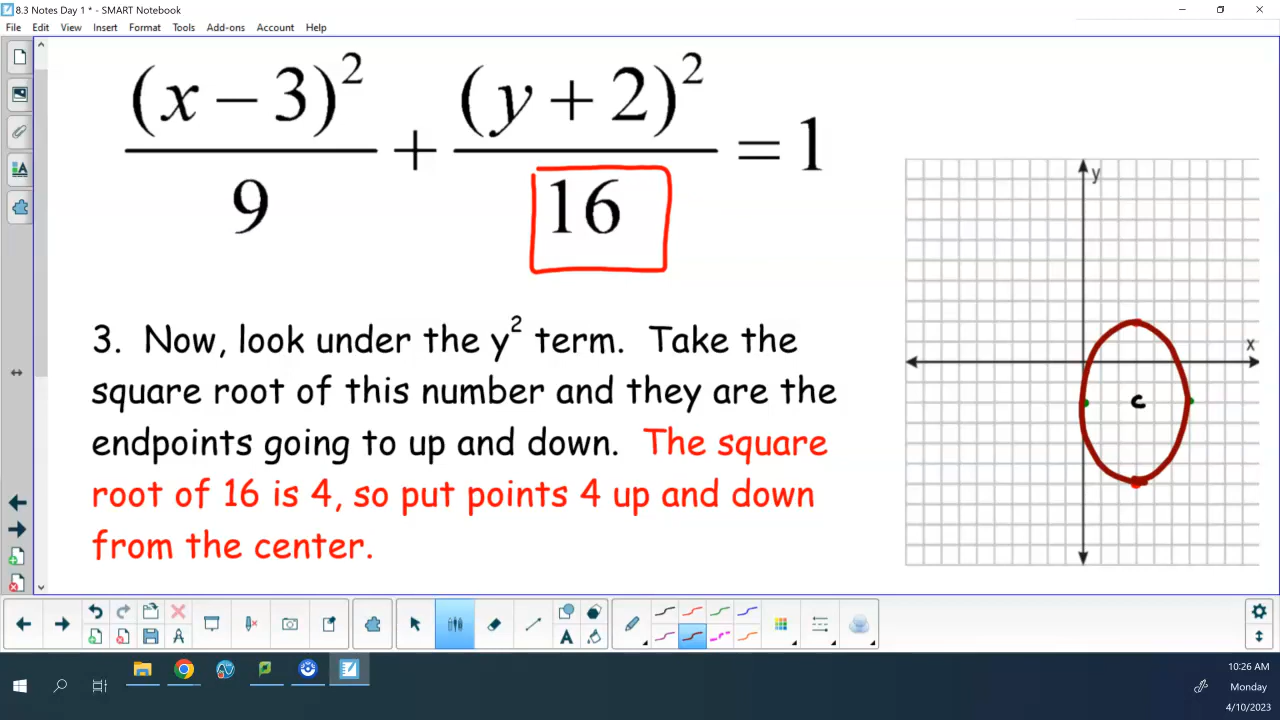 8.3 Notes Day 1 * - SMART Notebook
File Edit View Insert Format Tools Add-ons Account Help
(x − 3)² / 9 + (y + 2)² / 16 = 1
y
x
c
3. Now, look under the y² term. Take the
square root of this number and they are the
endpoints going to up and down. The square
root of 16 is 4, so put points 4 up and down
from the center.
10:26 AM
Monday
4/10/2023